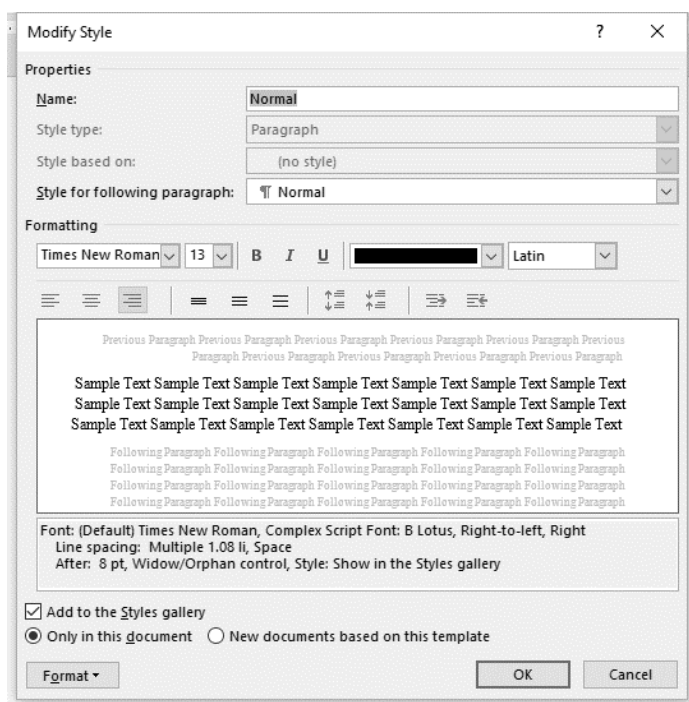 Modify Style ? ×
Properties
Name: Normal
Style type: Paragraph
Style based on: (no style)
Style for following paragraph: ¶ Normal
Formatting
Times New Roman 13 B I U Latin
Previous Paragraph Previous Paragraph Previous Paragraph Previous Paragraph Previous Paragraph Previous
Paragraph Previous Paragraph Previous Paragraph Previous Paragraph Previous Paragraph
Sample Text Sample Text Sample Text Sample Text Sample Text Sample Text Sample Text
Sample Text Sample Text Sample Text Sample Text Sample Text Sample Text Sample Text
Sample Text Sample Text Sample Text Sample Text Sample Text Sample Text Sample Text
Following Paragraph Following Paragraph Following Paragraph Following Paragraph Following Paragraph
Following Paragraph Following Paragraph Following Paragraph Following Paragraph Following Paragraph
Following Paragraph Following Paragraph Following Paragraph Following Paragraph Following Paragraph
Following Paragraph Following Paragraph Following Paragraph Following Paragraph Following Paragraph
Font: (Default) Times New Roman, Complex Script Font: B Lotus, Right-to-left, Right
Line spacing: Multiple 1.08 li, Space
After: 8 pt, Widow/Orphan control, Style: Show in the Styles gallery
Add to the Styles gallery
Only in this document New documents based on this template
Format OK Cancel